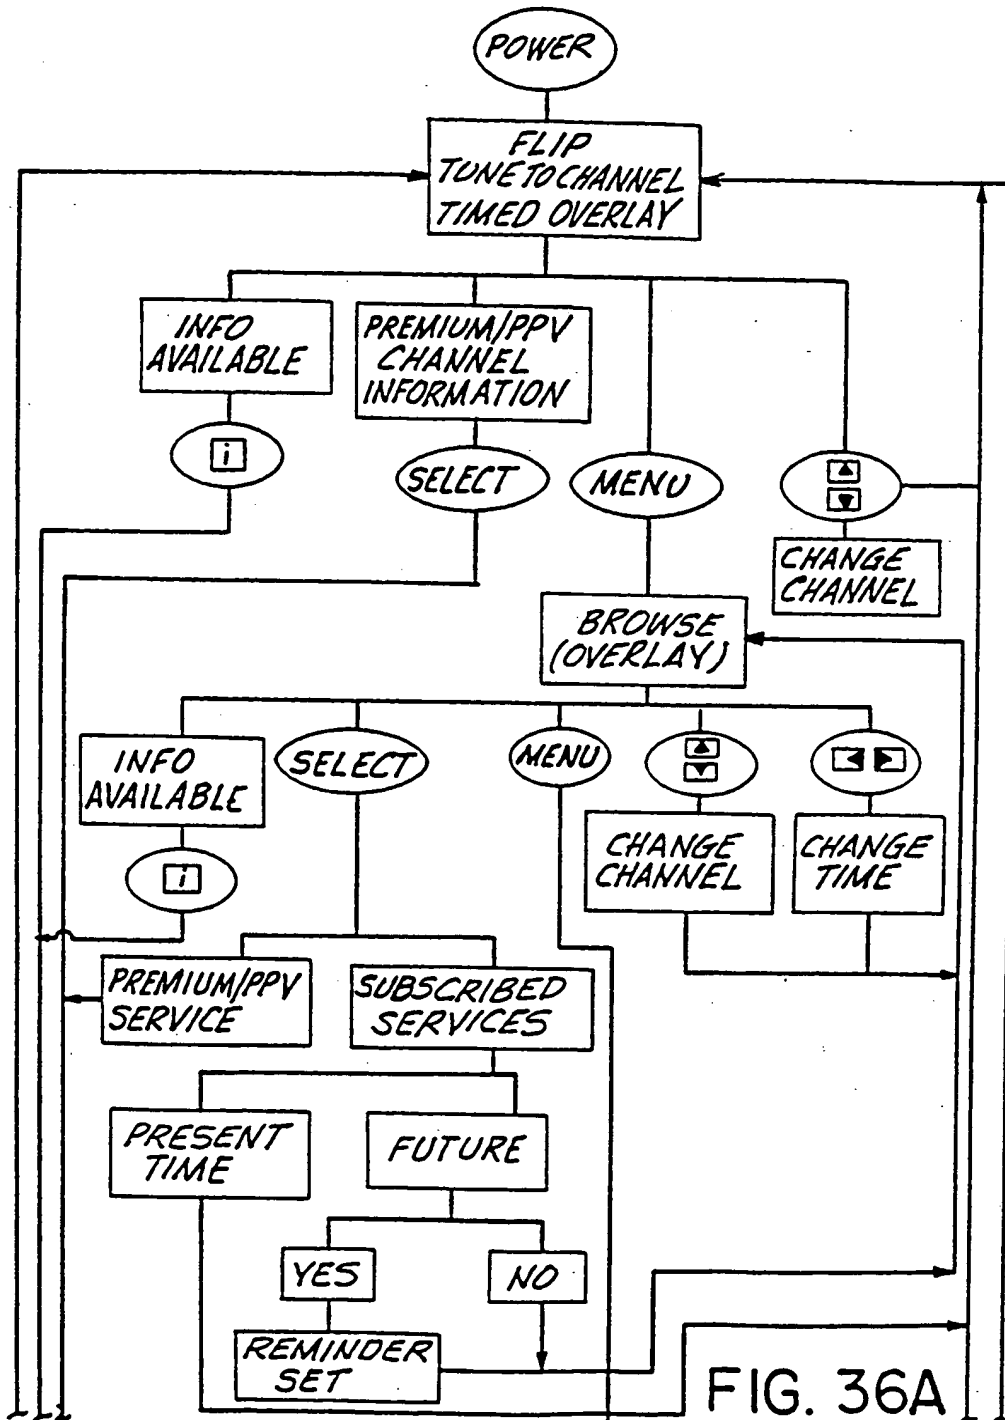 POWER
FLIP
TUNE TO CHANNEL
TIMED OVERLAY
INFO
AVAILABLE
PREMIUM/PPV
CHANNEL
INFORMATION
i
SELECT
MENU
CHANGE
CHANNEL
BROWSE
(OVERLAY)
INFO
AVAILABLE
SELECT
MENU
i
CHANGE
CHANNEL
CHANGE
TIME
PREMIUM/PPV
SERVICE
SUBSCRIBED
SERVICES
PRESENT
TIME
FUTURE
YES
NO
REMINDER
SET
FIG. 36A